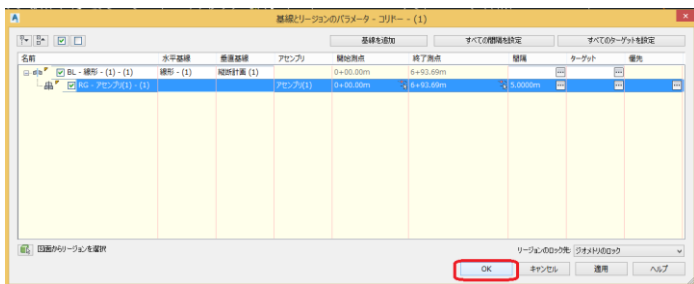 基線とリージョンのパラメータ - コリドー - (1)
基線を追加 すべての間隔を設定 すべてのターゲットを設定
名前 水平基線 垂直基線 アセンブリ 開始測点 終了測点 間隔 ターゲット 優先
BL - 線形 - (1) - (1) 線形 - (1) 縦断計画 (1) 0+00.00m 6+93.69m
RG - アセンブリ(1) - (1) アセンブリ(1) 0+00.00m 6+93.69m 5.0000m
図面からリージョンを選択 リージョンのロック先: ジオメトリのロック
OK キャンセル 適用 ヘルプ